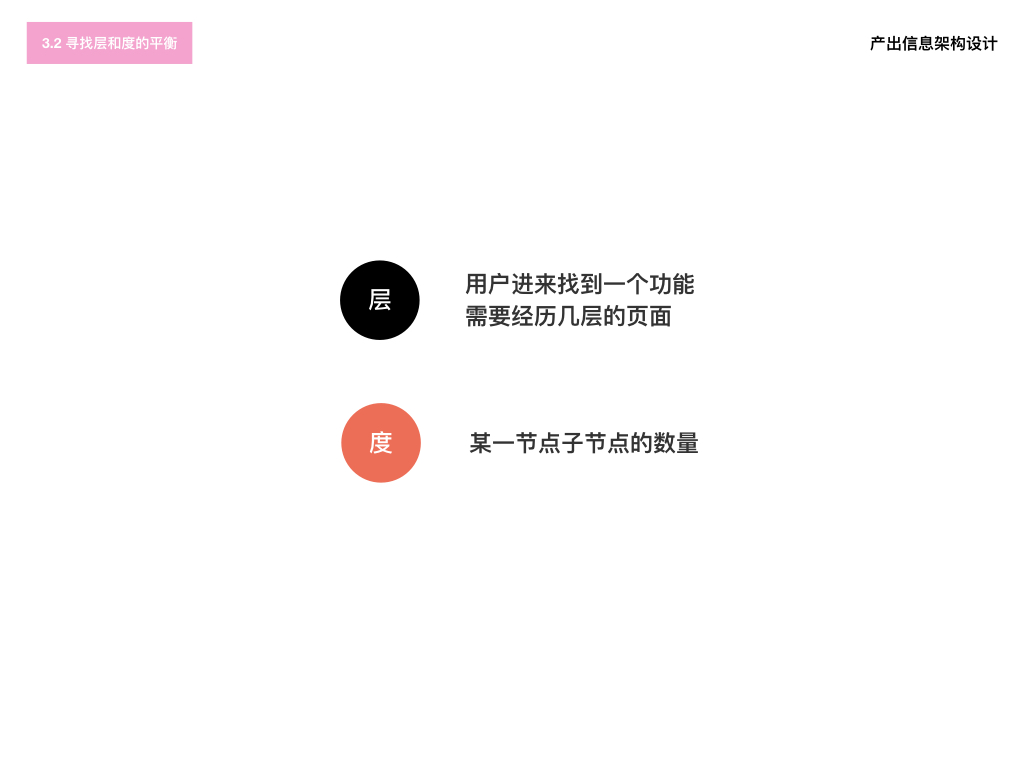 3.2 寻找层和度的平衡
产出信息架构设计
层
用户进来找到一个功能
需要经历几层的页面
度
某一节点子节点的数量